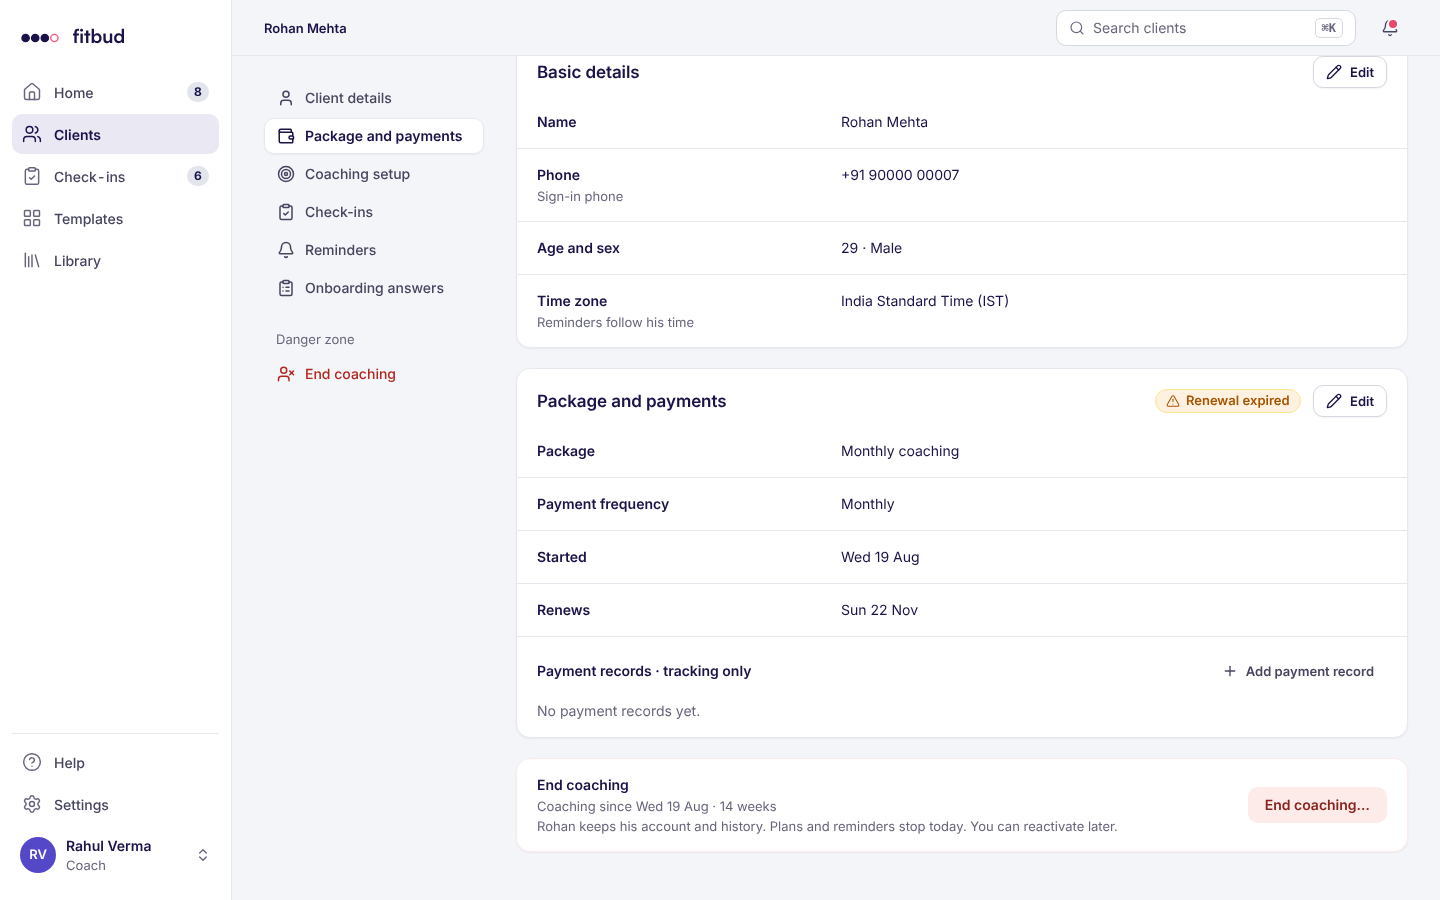 fitbud
Home 8
Clients
Check-ins 6
Templates
Library
Help
Settings
RV
Rahul Verma
Coach
Rohan Mehta
Search clients ⌘K
Client details
Package and payments
Coaching setup
Check-ins
Reminders
Onboarding answers
Danger zone
End coaching
Basic details Edit
Name Rohan Mehta
Phone +91 90000 00007
Sign-in phone
Age and sex 29 · Male
Time zone India Standard Time (IST)
Reminders follow his time
Package and payments Renewal expired Edit
Package Monthly coaching
Payment frequency Monthly
Started Wed 19 Aug
Renews Sun 22 Nov
Payment records · tracking only Add payment record
No payment records yet.
End coaching
Coaching since Wed 19 Aug · 14 weeks
Rohan keeps his account and history. Plans and reminders stop today. You can reactivate later.
End coaching...